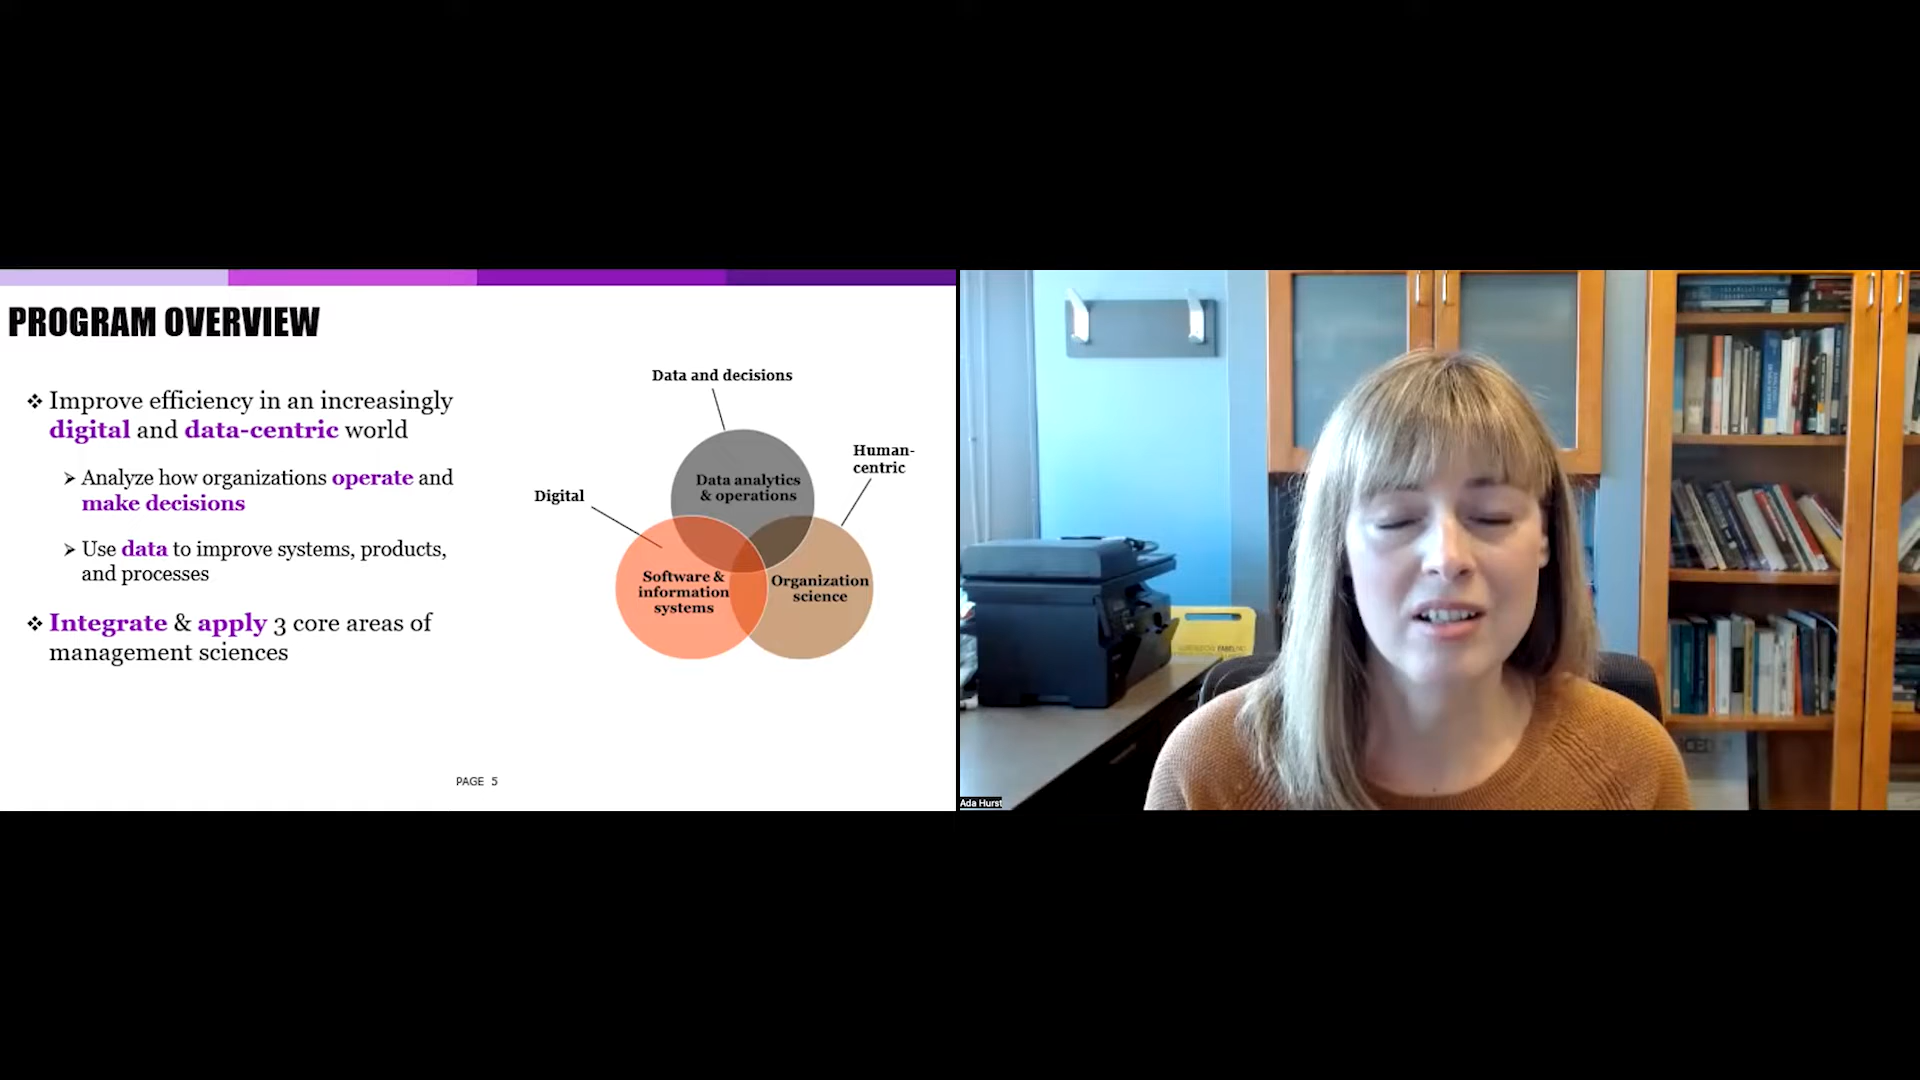 PROGRAM OVERVIEW
Improve efficiency in an increasingly
digital and data-centric world
Analyze how organizations operate and
make decisions
Use data to improve systems, products,
and processes
Integrate & apply 3 core areas of
management sciences
Data and decisions
Human-
centric
Digital
Data analytics
& operations
Software &
information
systems
Organization
science
PAGE 5
Ada Hurst